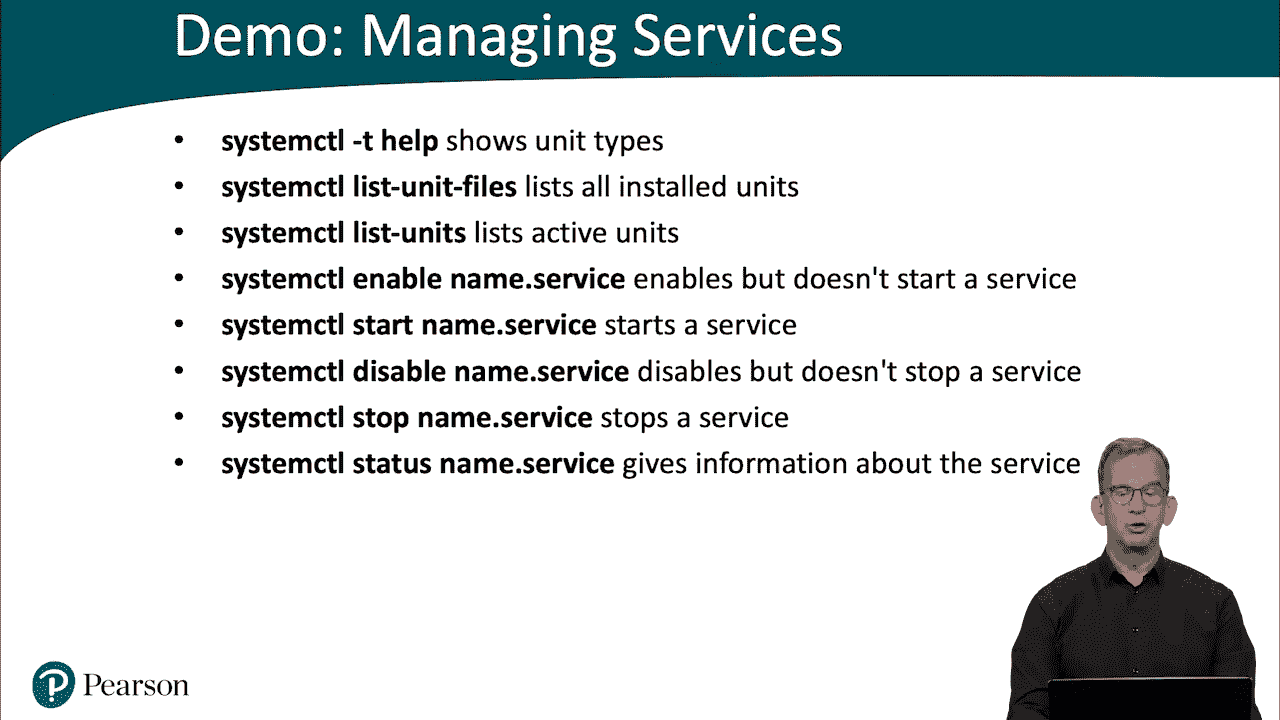 Demo: Managing Services
• systemctl -t help shows unit types
• systemctl list-unit-files lists all installed units
• systemctl list-units lists active units
• systemctl enable name.service enables but doesn't start a service
• systemctl start name.service starts a service
• systemctl disable name.service disables but doesn't stop a service
• systemctl stop name.service stops a service
• systemctl status name.service gives information about the service
Pearson